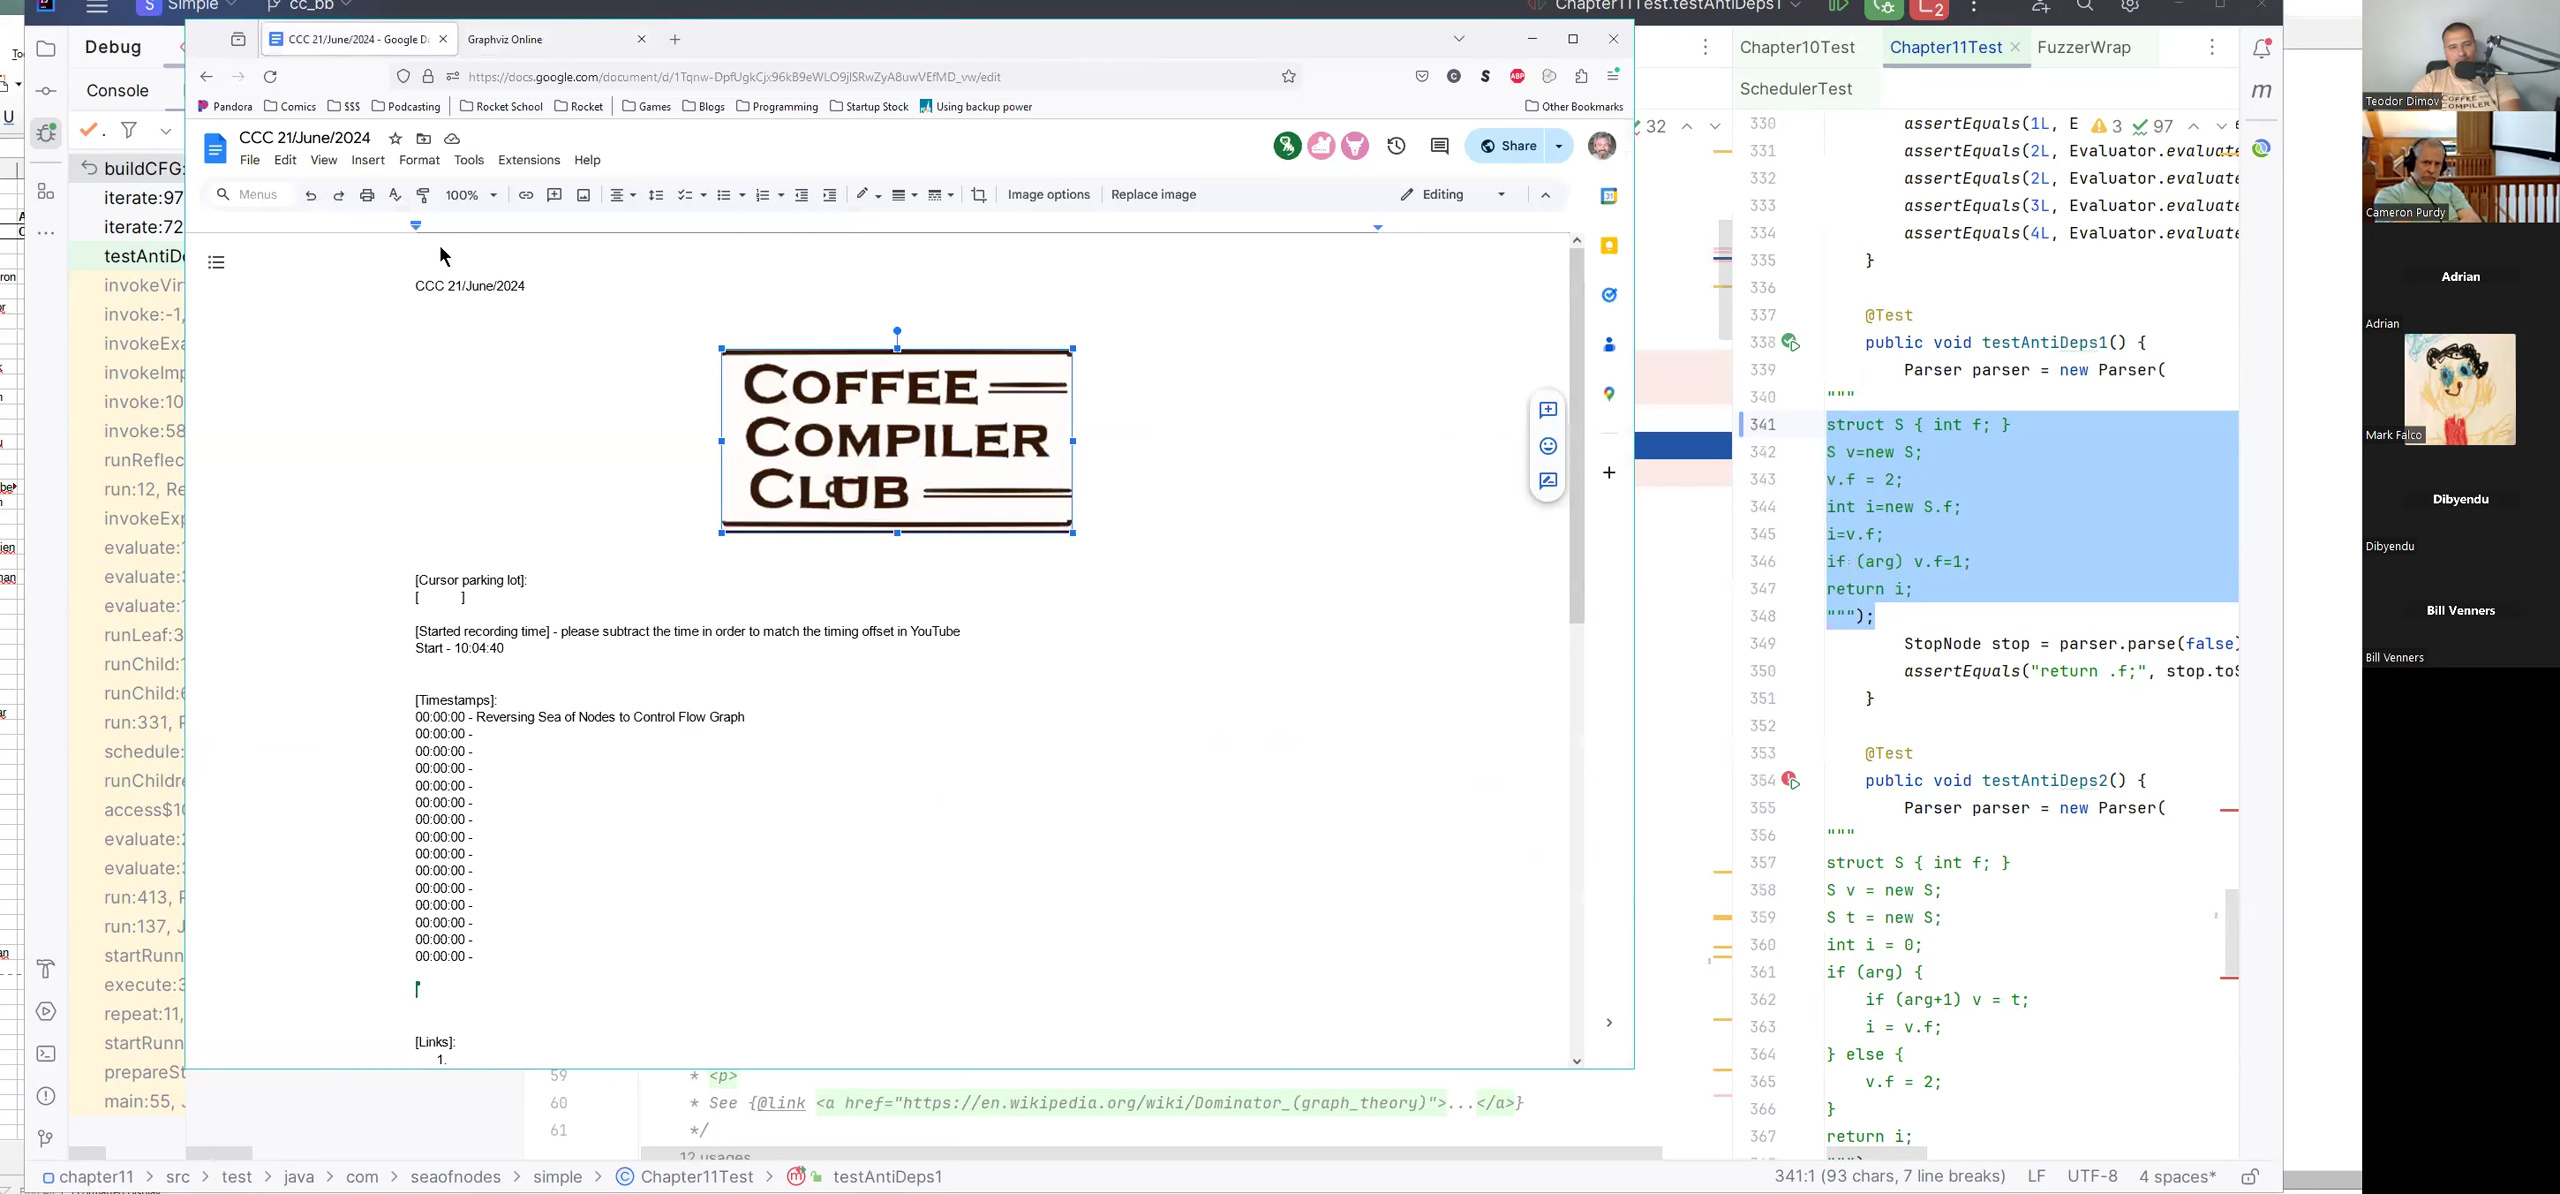 Simple
cc_bb
Chapter11Test.testAntiDeps1
2
Debug
Console
CCC 21/June/2024 - Google Do
Graphviz Online
https://docs.google.com/document/d/1Tqnw-DpfUgkCjx96kB9eWLO9jlSRwZyA8uwVEfMD_vw/edit
Pandora
Comics
$$$
Podcasting
Rocket School
Rocket
Games
Blogs
Programming
Startup Stock
Using backup power
Other Bookmarks
CCC 21/June/2024
File Edit View Insert Format Tools Extensions Help
Share
Menus
100%
Image options
Replace image
Editing
CCC 21/June/2024
COFFEE
COMPILER
CLUB
[Cursor parking lot]:
[ ]
[Started recording time] - please subtract the time in order to match the timing offset in YouTube
Start - 10:04:40
[Timestamps]:
00:00:00 - Reversing Sea of Nodes to Control Flow Graph
00:00:00 -
00:00:00 -
00:00:00 -
00:00:00 -
00:00:00 -
00:00:00 -
00:00:00 -
00:00:00 -
00:00:00 -
00:00:00 -
00:00:00 -
00:00:00 -
00:00:00 -
00:00:00 -
[Links]:
1.
buildCFG:
iterate:97
iterate:72
testAntiDe
invokeVir
invoke:-1,
invokeExa
invokeImp
invoke:10
invoke:58
runReflec
run:12, Re
invokeExp
evaluate:
evaluate:
evaluate:
runLeaf:3
runChild:
runChild:6
run:331, F
schedule:
runChildre
access$10
evaluate:2
evaluate:3
run:413, F
run:137, J
startRunn
execute:3
repeat:11,
startRunn
prepareSt
main:55, J
59 * <p>
60 * See {@link <a href="https://en.wikipedia.org/wiki/Dominator_(graph_theory)">...</a>}
61 */
12 usages
32
Chapter10Test
Chapter11Test
FuzzerWrap
SchedulerTest
3 97
330 assertEquals(1L, E
331 assertEquals(2L, Evaluator.evaluate
332 assertEquals(2L, Evaluator.evaluate
333 assertEquals(3L, Evaluator.evaluate
334 assertEquals(4L, Evaluator.evaluate
335 }
336
337 @Test
338 public void testAntiDeps1() {
339 Parser parser = new Parser(
340 """
341 struct S { int f; }
342 S v=new S;
343 v.f = 2;
344 int i=new S.f;
345 i=v.f;
346 if (arg) v.f=1;
347 return i;
348 """);
349 StopNode stop = parser.parse(false)
350 assertEquals("return .f;", stop.toS
351 }
352
353 @Test
354 public void testAntiDeps2() {
355 Parser parser = new Parser(
356 """
357 struct S { int f; }
358 S v = new S;
359 S t = new S;
360 int i = 0;
361 if (arg) {
362 if (arg+1) v = t;
363 i = v.f;
364 } else {
365 v.f = 2;
366 }
367 return i;
chapter11 > src > test > java > com > seaofnodes > simple > Chapter11Test > testAntiDeps1
341:1 (93 chars, 7 line breaks) LF UTF-8 4 spaces*
COFFEE
COMPILER
Teodor Dimov
Cameron Purdy
Adrian
Adrian
Mark Falco
Dibyendu
Dibyendu
Bill Venners
Bill Venners